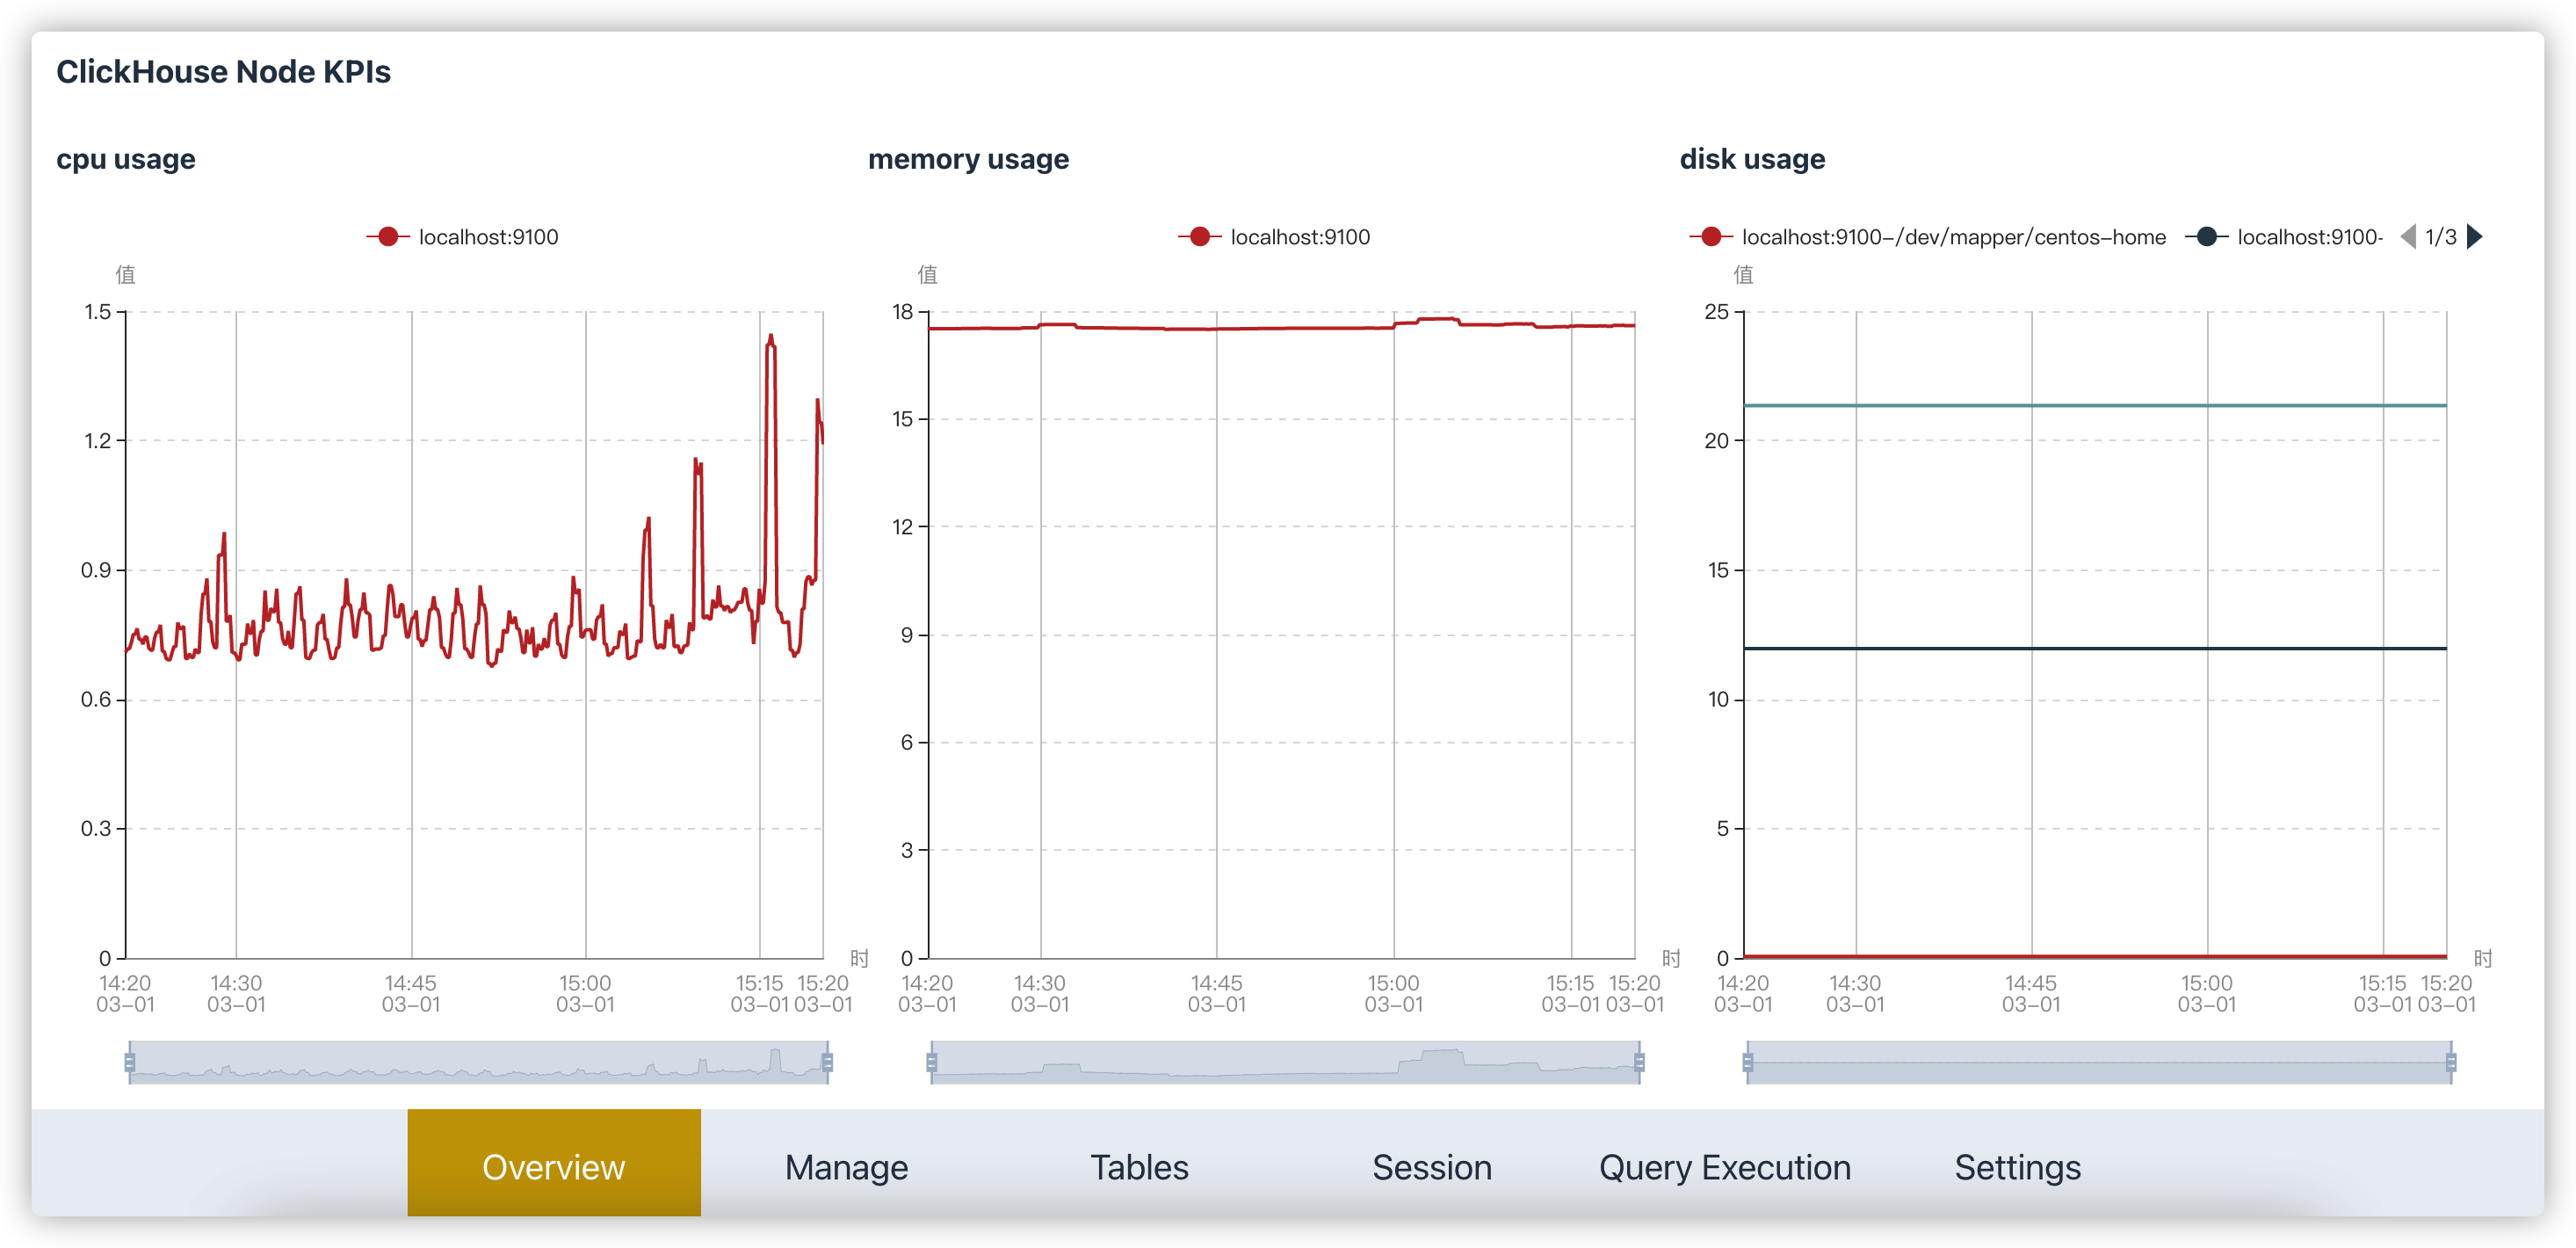 ClickHouse Node KPIs
cpu usage
localhost:9100
值
1.5
1.2
0.9
0.6
0.3
0
时
14:20 14:30 14:45 15:00 15:15 15:20
03-01 03-01 03-01 03-01 03-01 03-01
memory usage
localhost:9100
值
18
15
12
9
6
3
0
时
14:20 14:30 14:45 15:00 15:15 15:20
03-01 03-01 03-01 03-01 03-01 03-01
disk usage
localhost:9100-/dev/mapper/centos-home localhost:9100- 1/3
值
25
20
15
10
5
0
时
14:20 14:30 14:45 15:00 15:15 15:20
03-01 03-01 03-01 03-01 03-01 03-01
Overview Manage Tables Session Query Execution Settings